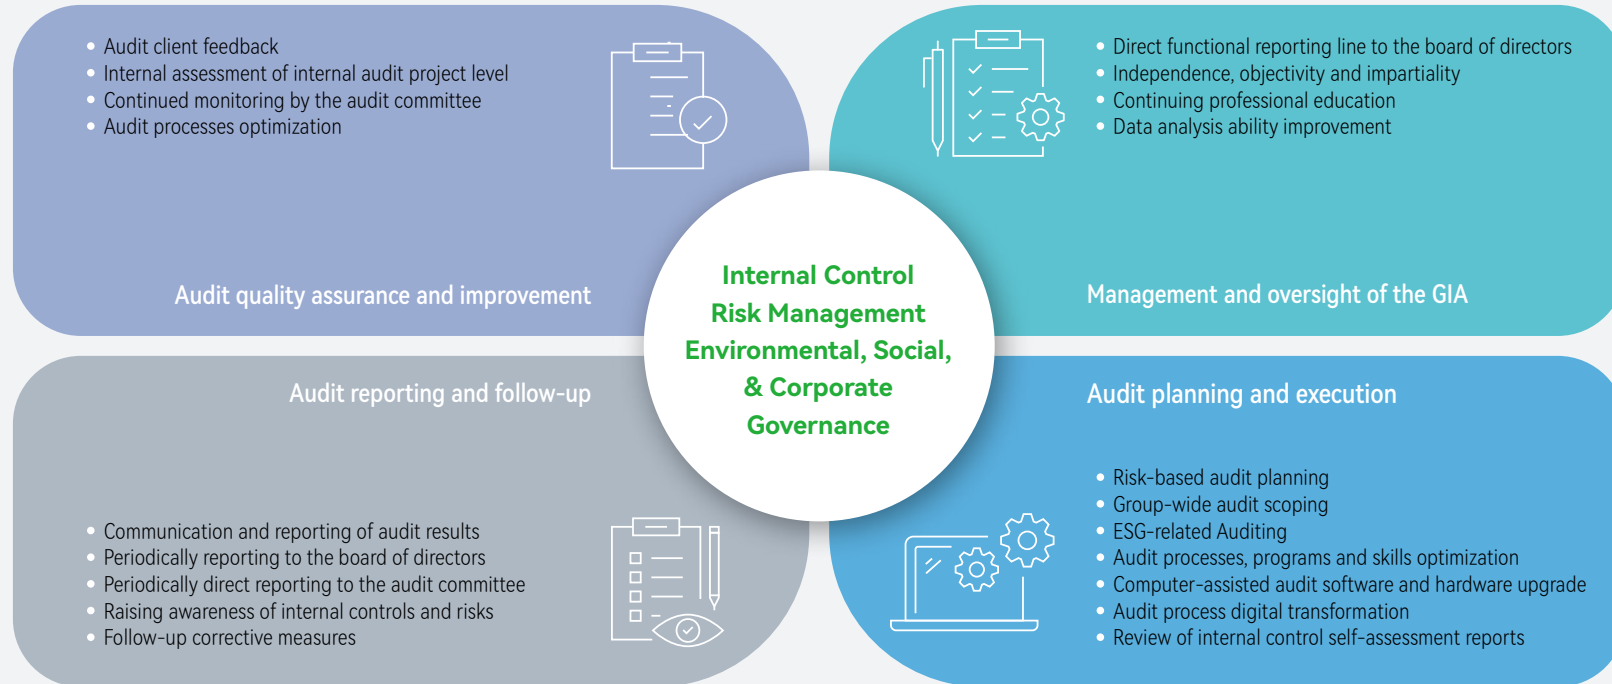 Audit client feedback
Internal assessment of internal audit project level
Continued monitoring by the audit committee
Audit processes optimization
Audit quality assurance and improvement
Direct functional reporting line to the board of directors
Independence, objectivity and impartiality
Continuing professional education
Data analysis ability improvement
Management and oversight of the GIA
Internal Control
Risk Management
Environmental, Social,
& Corporate
Governance
Audit reporting and follow-up
Communication and reporting of audit results
Periodically reporting to the board of directors
Periodically direct reporting to the audit committee
Raising awareness of internal controls and risks
Follow-up corrective measures
Audit planning and execution
Risk-based audit planning
Group-wide audit scoping
ESG-related Auditing
Audit processes, programs and skills optimization
Computer-assisted audit software and hardware upgrade
Audit process digital transformation
Review of internal control self-assessment reports